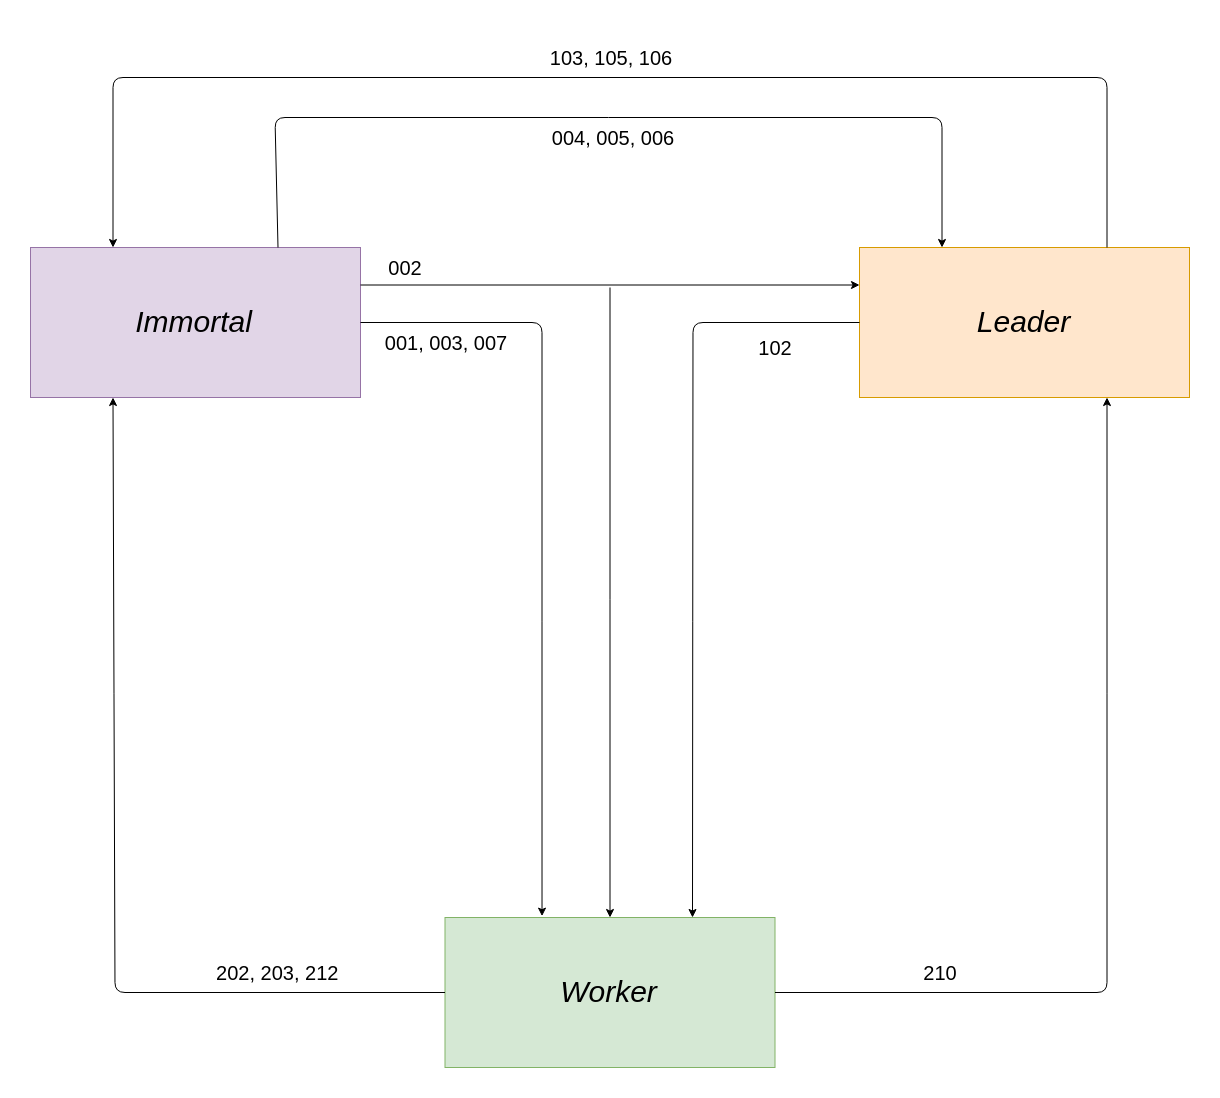 103, 105, 106
004, 005, 006
002
Immortal
Leader
001, 003, 007
102
202, 203, 212
210
Worker